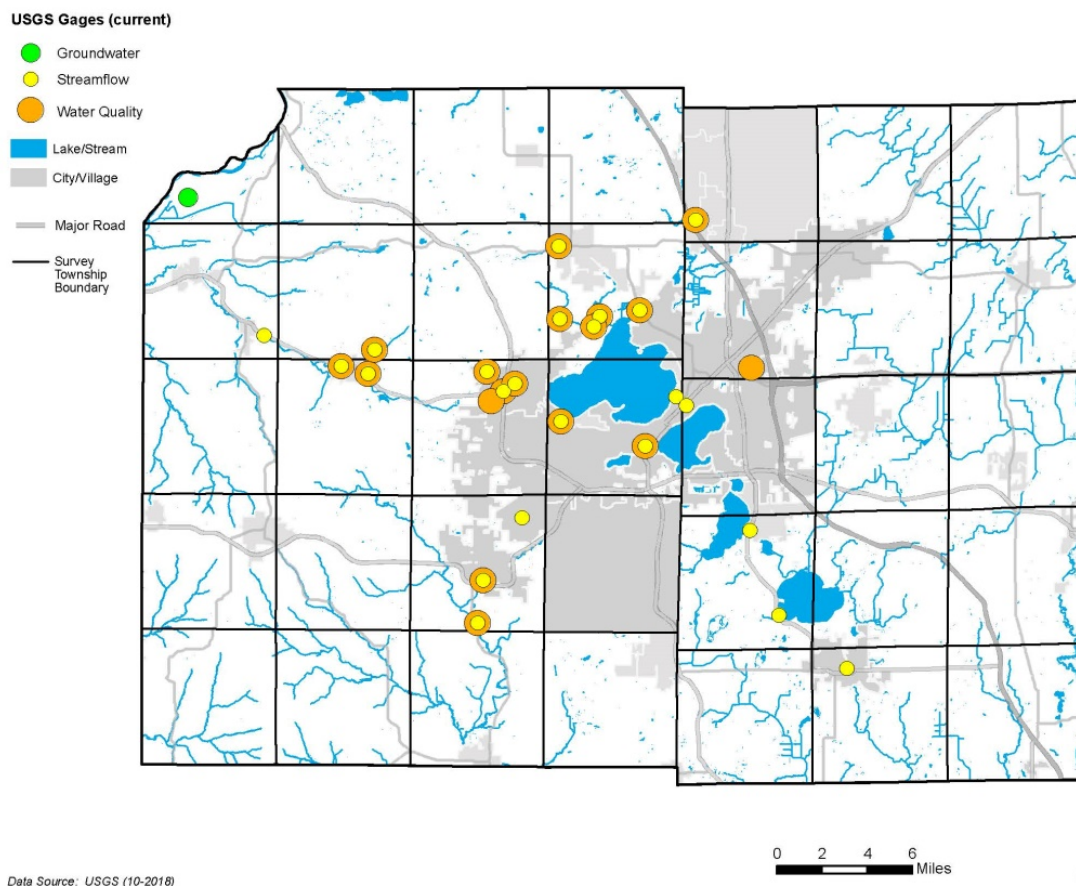 USGS Gages (current)
Groundwater
Streamflow
Water Quality
Lake/Stream
City/Village
Major Road
Survey
Township
Boundary
0 2 4 6
Miles
Data Source: USGS (10-2018)